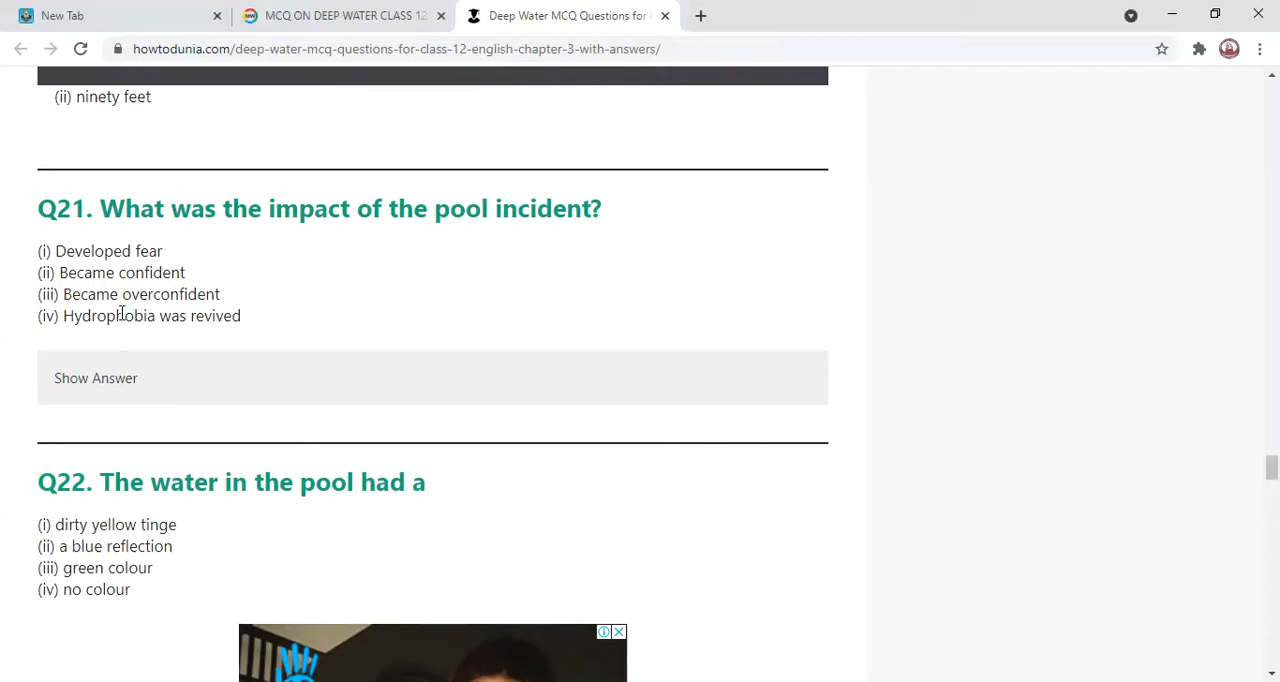 New Tab
MCQ ON DEEP WATER CLASS 12
Deep Water MCQ Questions for
howtodunia.com/deep-water-mcq-questions-for-class-12-english-chapter-3-with-answers/
(ii) ninety feet
Q21. What was the impact of the pool incident?
(i) Developed fear
(ii) Became confident
(iii) Became overconfident
(iv) Hydrophobia was revived
Show Answer
Q22. The water in the pool had a
(i) dirty yellow tinge
(ii) a blue reflection
(iii) green colour
(iv) no colour